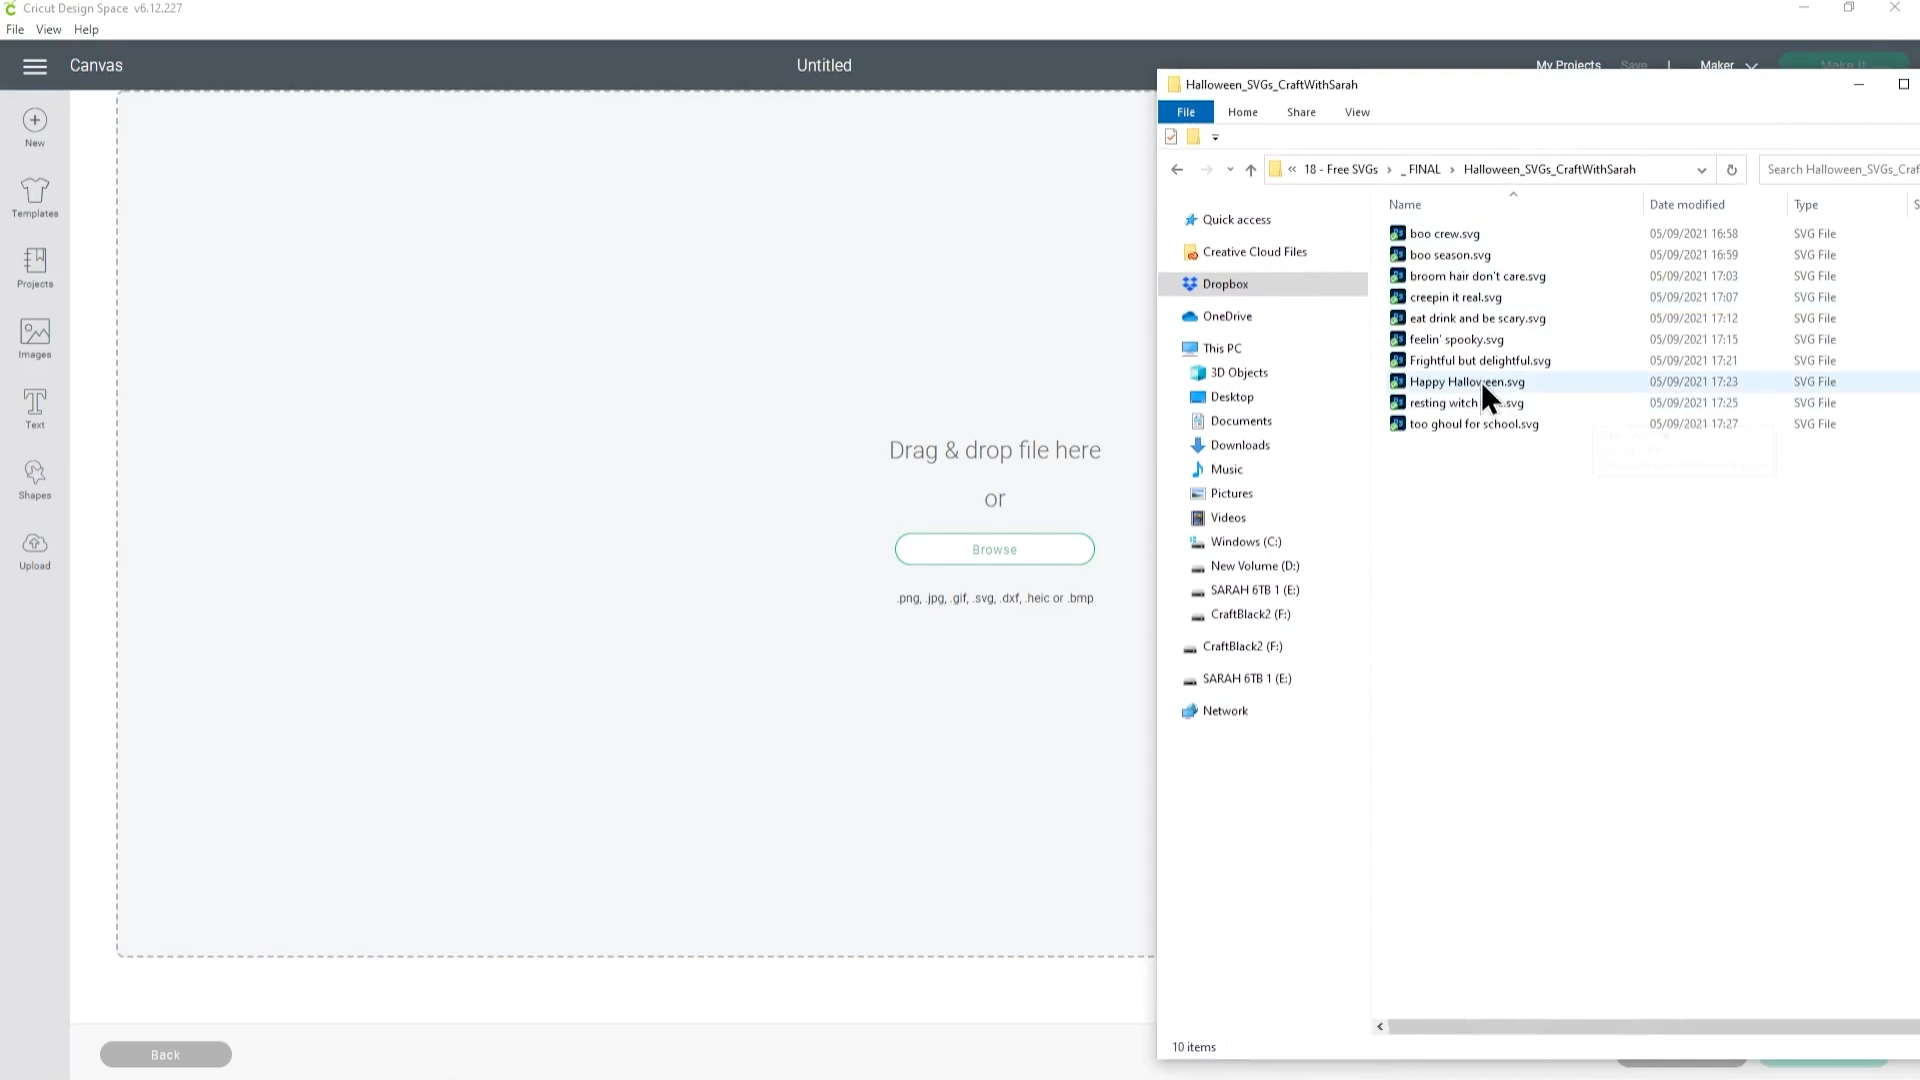 Cricut Design Space v6.12.227
File View Help
Canvas
Untitled
My Projects Save | Maker Make It
New
Templates
Projects
Images
Text
Shapes
Upload
Drag & drop file here
or
Browse
.png, .jpg, .gif, .svg, .dxf, .heic or .bmp
Back
Halloween_SVGs_CraftWithSarah
File Home Share View
« 18 - Free SVGs › _ FINAL › Halloween_SVGs_CraftWithSarah
Search Halloween_SVGs_Craf
Quick access
Creative Cloud Files
Dropbox
OneDrive
This PC
3D Objects
Desktop
Documents
Downloads
Music
Pictures
Videos
Windows (C:)
New Volume (D:)
SARAH 6TB 1 (E:)
CraftBlack2 (F:)
CraftBlack2 (F:)
SARAH 6TB 1 (E:)
Network
Name Date modified Type S
boo crew.svg 05/09/2021 16:58 SVG File
boo season.svg 05/09/2021 16:59 SVG File
broom hair don't care.svg 05/09/2021 17:03 SVG File
creepin it real.svg 05/09/2021 17:07 SVG File
eat drink and be scary.svg 05/09/2021 17:12 SVG File
feelin' spooky.svg 05/09/2021 17:15 SVG File
Frightful but delightful.svg 05/09/2021 17:21 SVG File
Happy Halloween.svg 05/09/2021 17:23 SVG File
resting witch .svg 05/09/2021 17:25 SVG File
too ghoul for school.svg 05/09/2021 17:27 SVG File
10 items